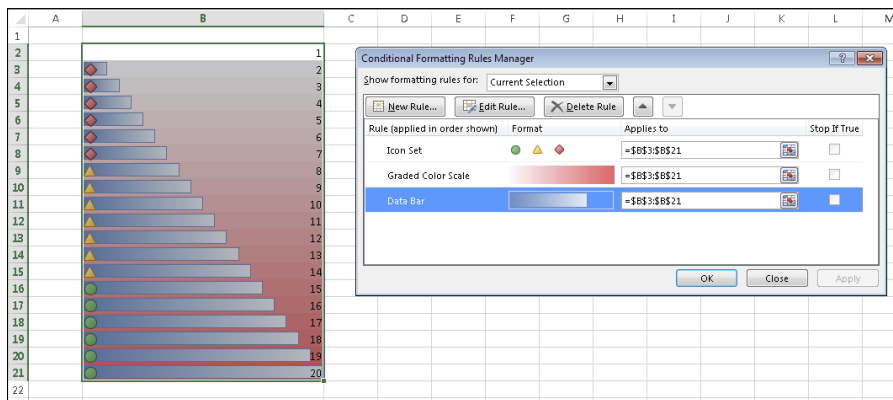 A B C D E F G H I J K L M
1
2 1
3 2
4 3
5 4
6 5
7 6
8 7
9 8
10 9
11 10
12 11
13 12
14 13
15 14
16 15
17 16
18 17
19 18
20 19
21 20
22
Conditional Formatting Rules Manager
Show formatting rules for: Current Selection
New Rule... Edit Rule... Delete Rule
Rule (applied in order shown) Format Applies to Stop If True
Icon Set =$B$3:$B$21
Graded Color Scale =$B$3:$B$21
Data Bar =$B$3:$B$21
OK Close Apply